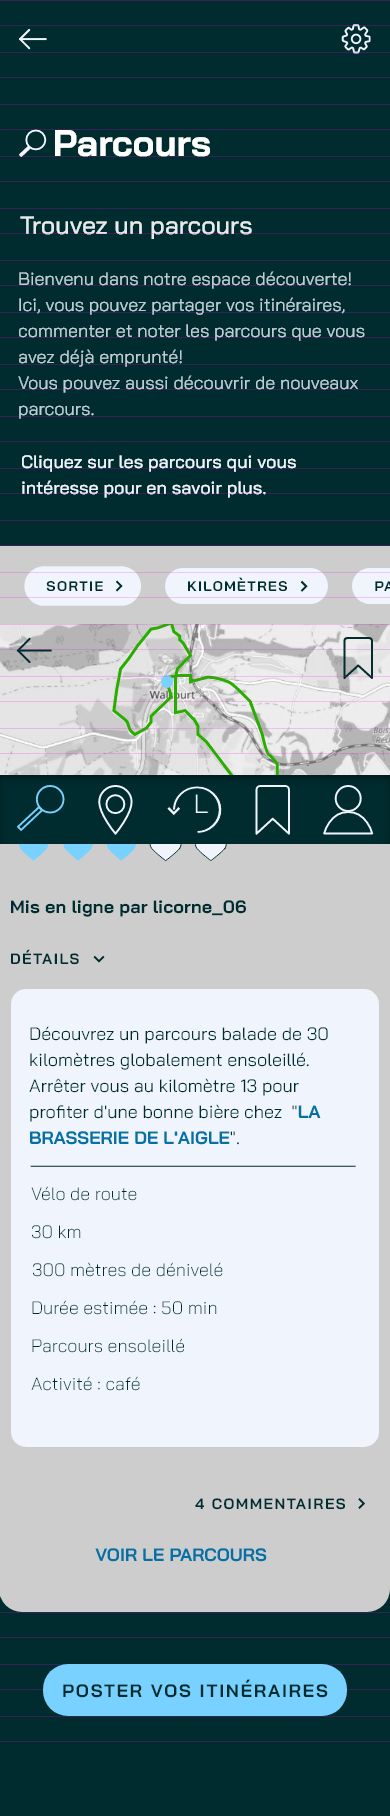 Parcours
Trouvez un parcours
Bienvenu dans notre espace découverte!
Ici, vous pouvez partager vos itinéraires,
commenter et noter les parcours que vous
avez déjà emprunté!
Vous pouvez aussi découvrir de nouveaux
parcours.
Cliquez sur les parcours qui vous
intéresse pour en savoir plus.
SORTIE
KILOMÈTRES
Mis en ligne par licorne_06
DÉTAILS
Découvrez un parcours balade de 30
kilomètres globalement ensoleillé.
Arrêter vous au kilomètre 13 pour
profiter d'une bonne bière chez "LA
BRASSERIE DE L'AIGLE".
Vélo de route
30 km
300 mètres de dénivelé
Durée estimée : 50 min
Parcours ensoleillé
Activité : café
4 COMMENTAIRES
VOIR LE PARCOURS
POSTER VOS ITINÉRAIRES